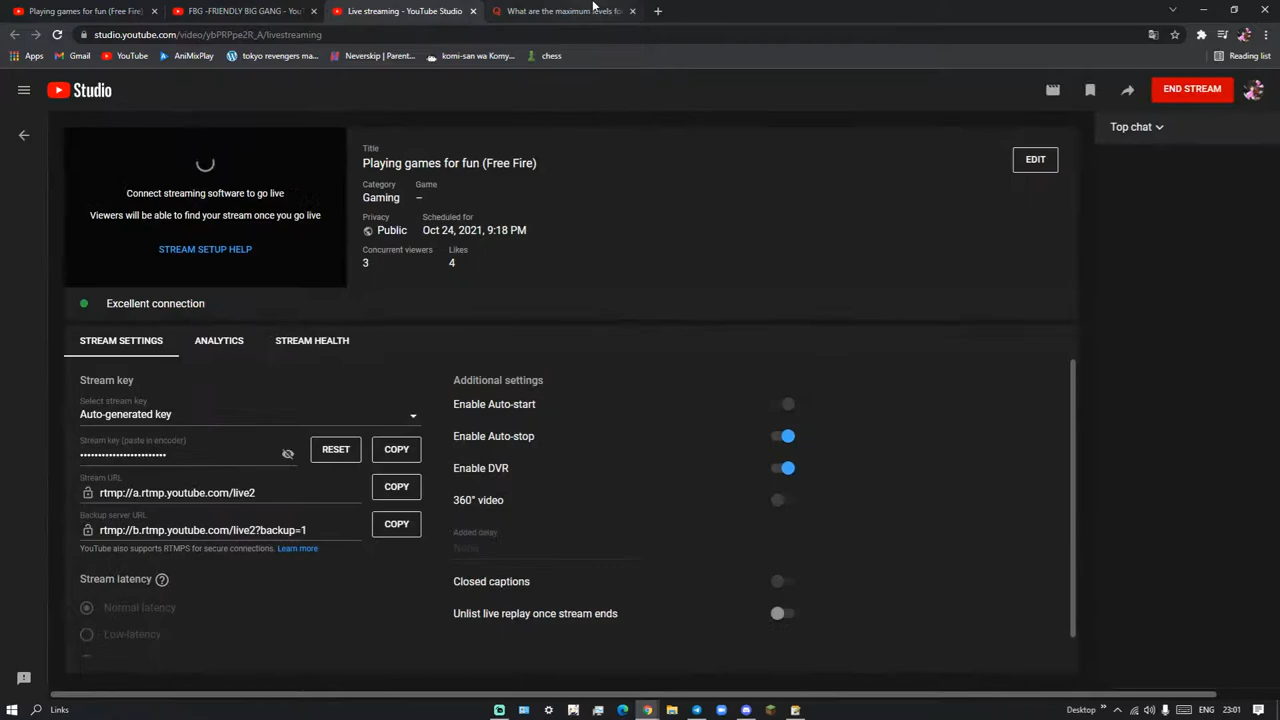 Playing games for fun (Free Fire)
FBG -FRIENDLY BIG GANG - You
Live streaming - YouTube Studio
What are the maximum levels fo
studio.youtube.com/video/ybPRPpe2R_A/livestreaming
Apps
Gmail
YouTube
AniMixPlay
tokyo revengers ma...
Neverskip | Parent...
komi-san wa Komy...
chess
Reading list
Studio
END STREAM
Top chat
Connect streaming software to go live
Viewers will be able to find your stream once you go live
STREAM SETUP HELP
Title
Playing games for fun (Free Fire)
EDIT
Category
Game
Gaming
–
Privacy
Scheduled for
Public
Oct 24, 2021, 9:18 PM
Concurrent viewers
Likes
3
4
Excellent connection
STREAM SETTINGS
ANALYTICS
STREAM HEALTH
Stream key
Select stream key
Auto-generated key
Stream key (paste in encoder)
••••••••••••••••••••••••
RESET
COPY
Stream URL
rtmp://a.rtmp.youtube.com/live2
COPY
Backup server URL
rtmp://b.rtmp.youtube.com/live2?backup=1
COPY
YouTube also supports RTMPS for secure connections. Learn more
Stream latency
Normal latency
Low-latency
Additional settings
Enable Auto-start
Enable Auto-stop
Enable DVR
360° video
Added delay
None
Closed captions
Unlist live replay once stream ends
Links
Desktop
ENG
23:01